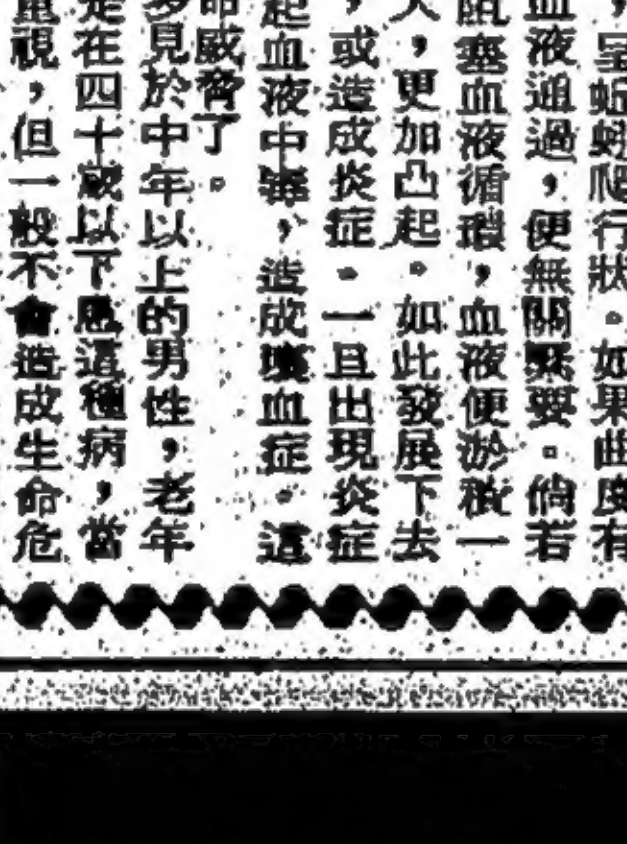 ，呈蚯蚓爬行狀。如果曲度有
血液通過，便無關緊要。倘若
阻塞血液循環，血液便淤積一
大，更加凸起。如此發展下去
，或造成炎症。一旦出現炎症
起血液中毒，造成壞血症。這
命威脅了。
多見於中年以上的男性，老年
是在四十歲以下患這種病，當
重視，但一般不會造成生命危